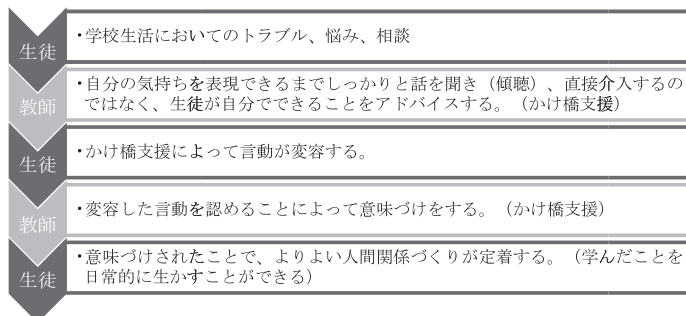 生徒
・学校生活においてのトラブル、悩み、相談
教師
・自分の気持ちを表現できるまでしっかりと話を聞き（傾聴）、直接介入するの
ではなく、生徒が自分でできることをアドバイスする。（かけ橋支援）
生徒
・かけ橋支援によって言動が変容する。
教師
・変容した言動を認めることによって意味づけをする。（かけ橋支援）
生徒
・意味づけされたことで、よりよい人間関係づくりが定着する。（学んだことを
日常的に生かすことができる）